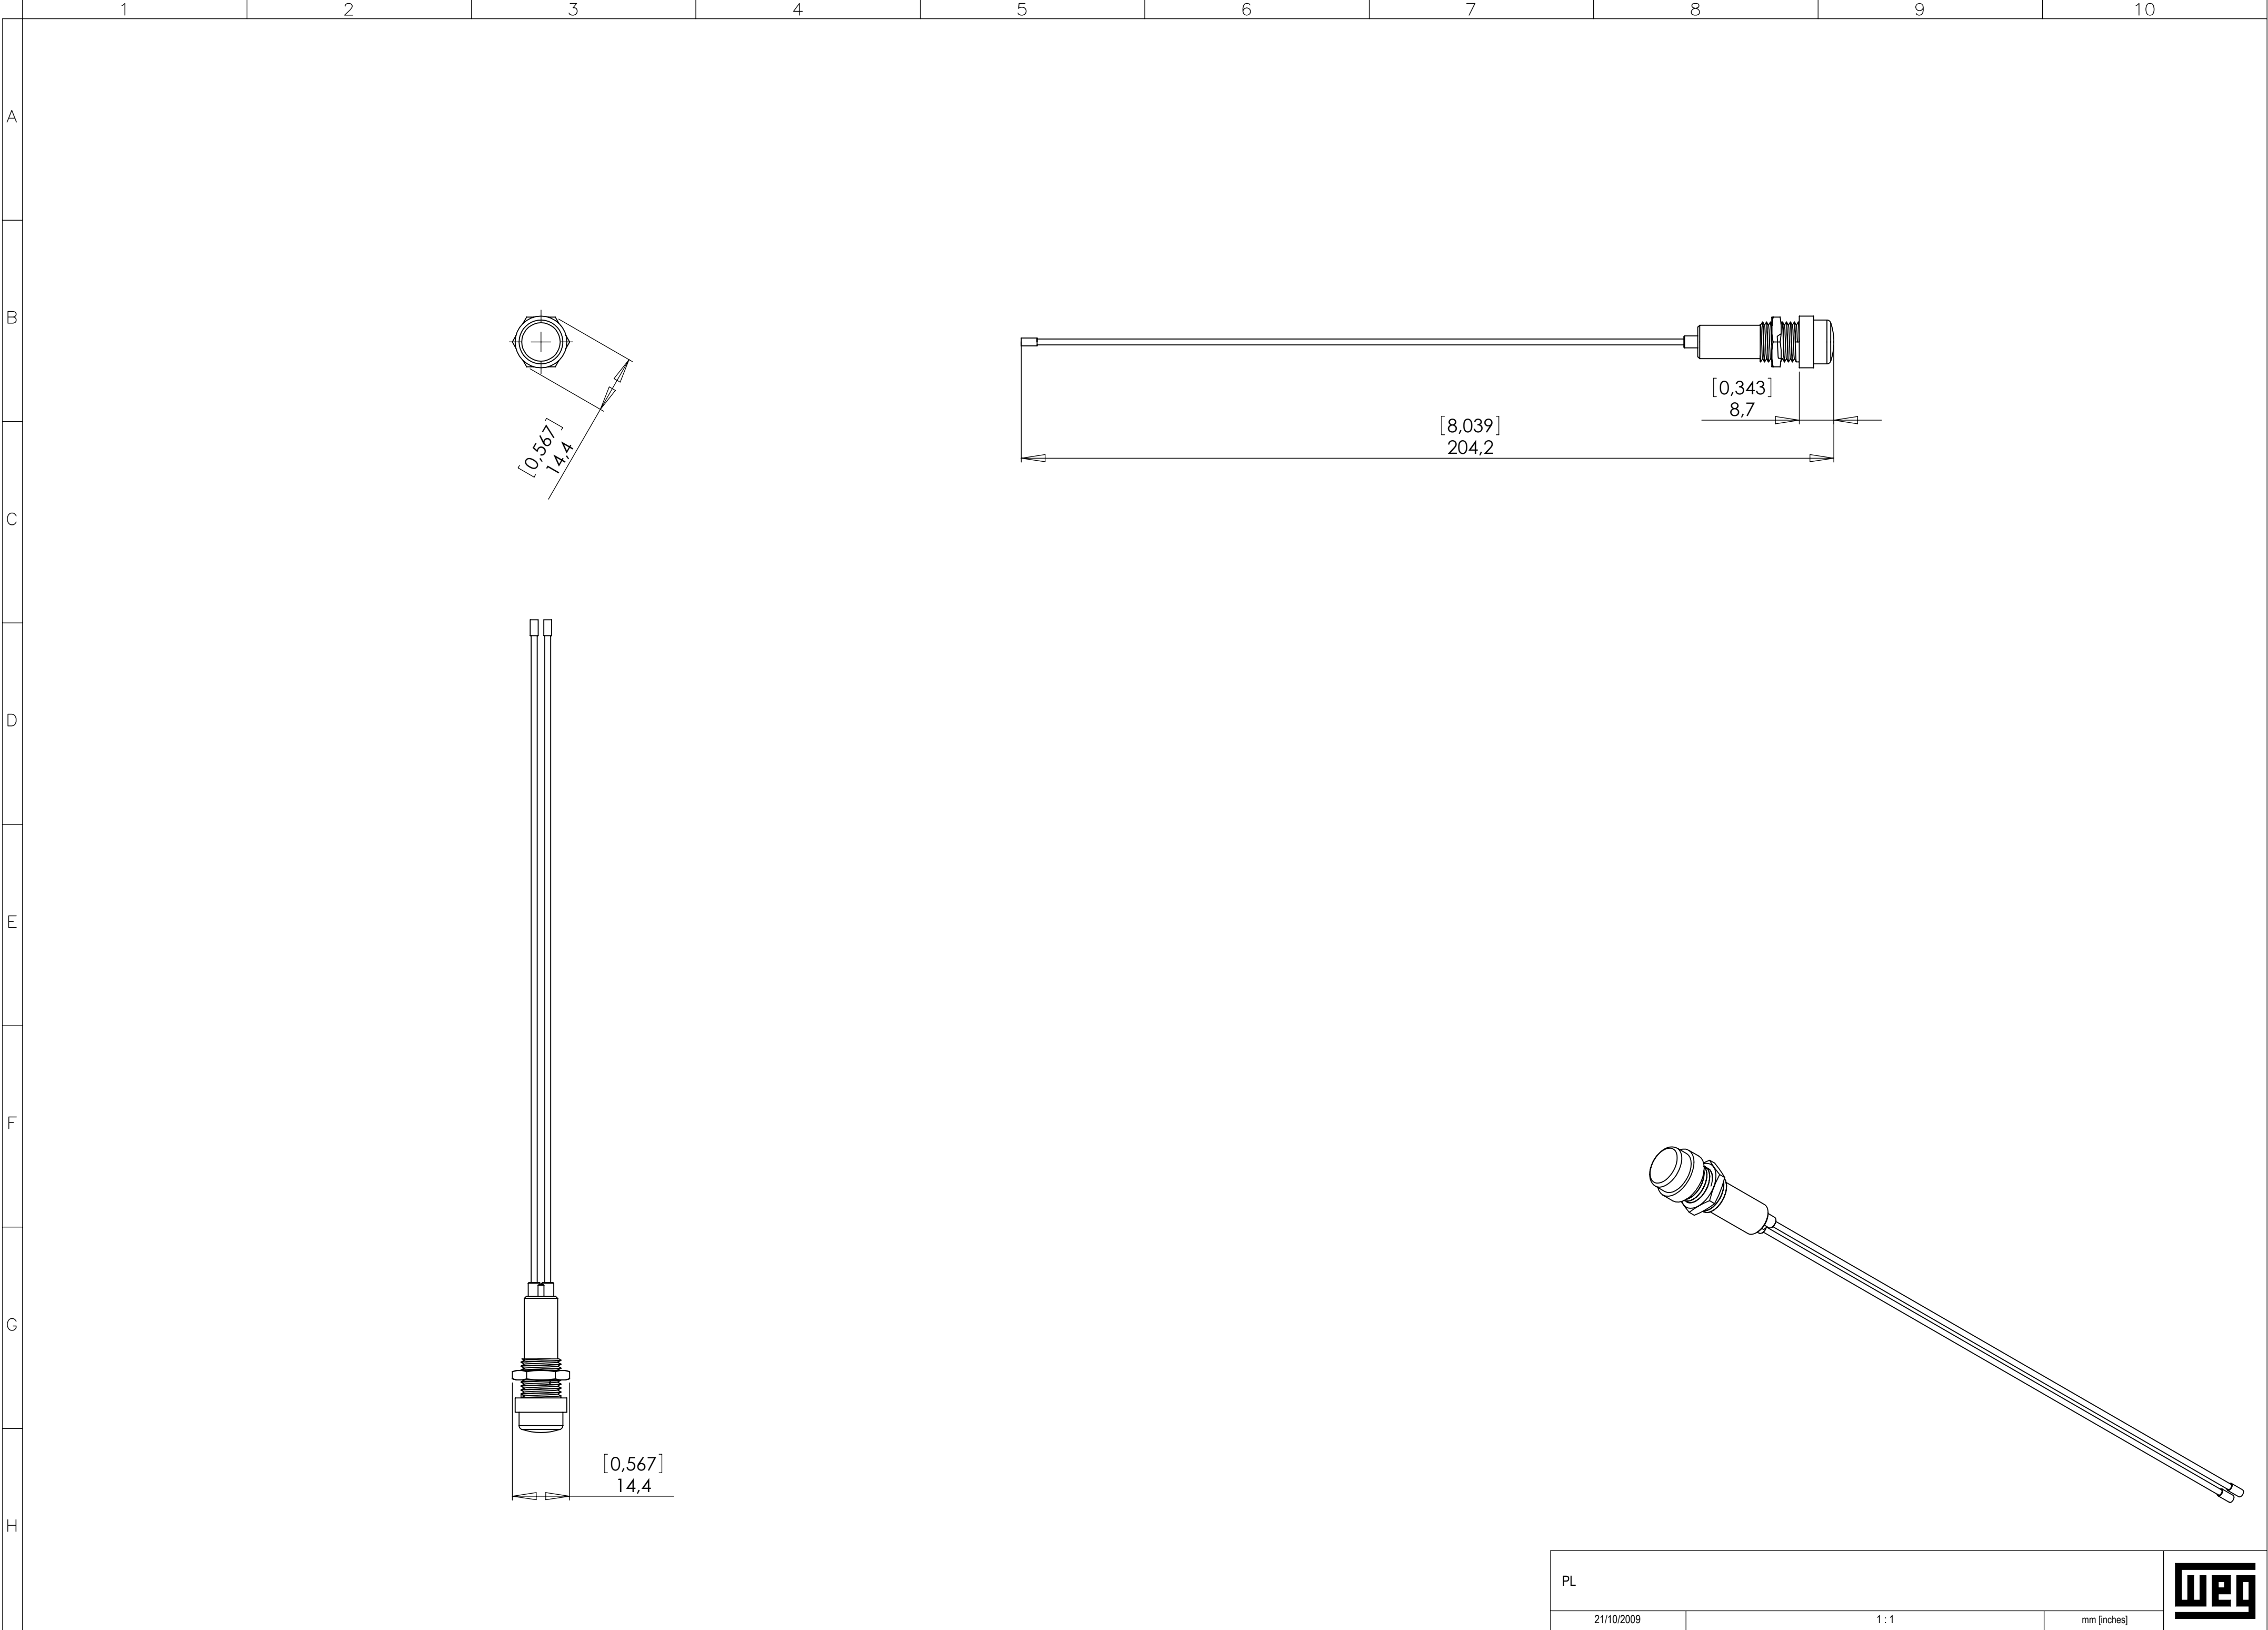 1 2 3 4 5 6 7 8 9 10
A
B
C
D
E
F
G
H
[0,567]
14,4
[0,343]
8,7
[8,039]
204,2
[0,567]
14,4
PL
21/10/2009 1 : 1 mm [inches]
weg